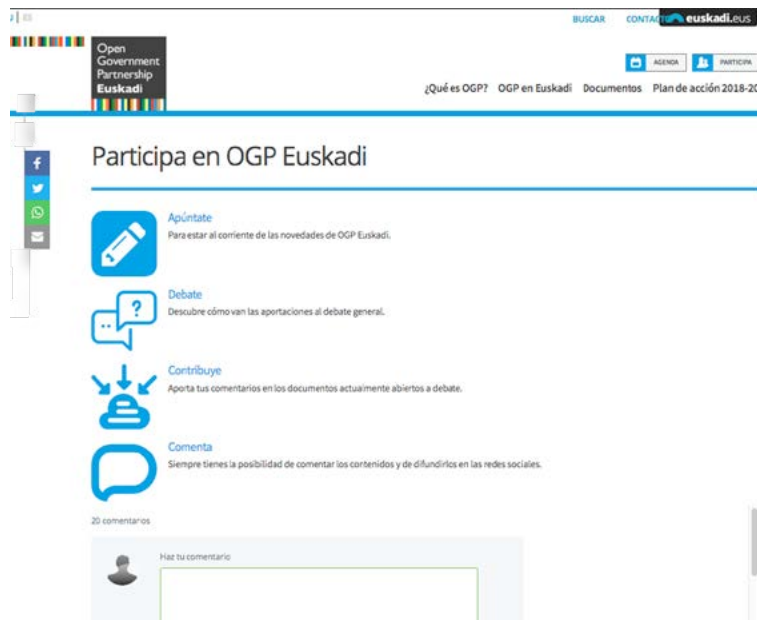 BUSCAR
euskadi.eus
Open
Government
Partnership
Euskadi
AGENDA
PARTICIPA
¿Qué es OGP? OGP en Euskadi Documentos Plan de acción 2018-20
Participa en OGP Euskadi
Apúntate
Para estar al corriente de las novedades de OGP Euskadi.
Debate
Descubre cómo van las aportaciones al debate general.
Contribuye
Aporta tus comentarios en los documentos actualmente abiertos a debate.
Comenta
Siempre tienes la posibilidad de comentar los contenidos y de difundirlos en las redes sociales.
20 comentarios
Haz tu comentario